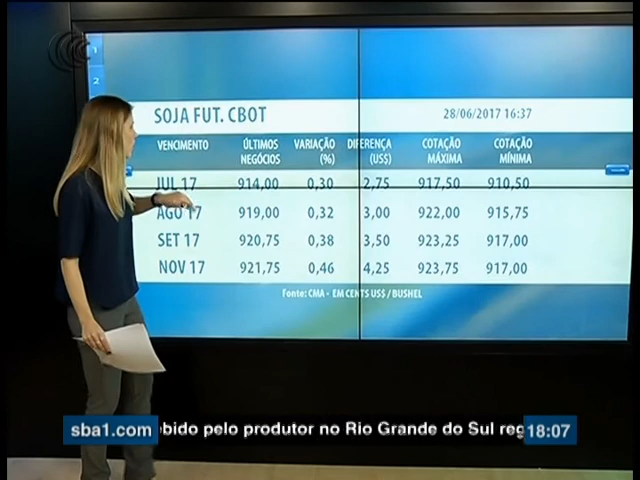 1
2
SOJA FUT. CBOT 28/06/2017 16:37
VENCIMENTO ÚLTIMOS NEGÓCIOS VARIAÇÃO (%) DIFERENÇA (US$) COTAÇÃO MÁXIMA COTAÇÃO MÍNIMA
JUL 17 914,00 0,30 2,75 917,50 910,50
AGO 17 919,00 0,32 3,00 922,00 915,75
SET 17 920,75 0,38 3,50 923,25 917,00
NOV 17 921,75 0,46 4,25 923,75 917,00
Fonte: CMA - EM CENTS US$ / BUSHEL
sba1.com ebido pelo produtor no Rio Grande do Sul reg 18:07